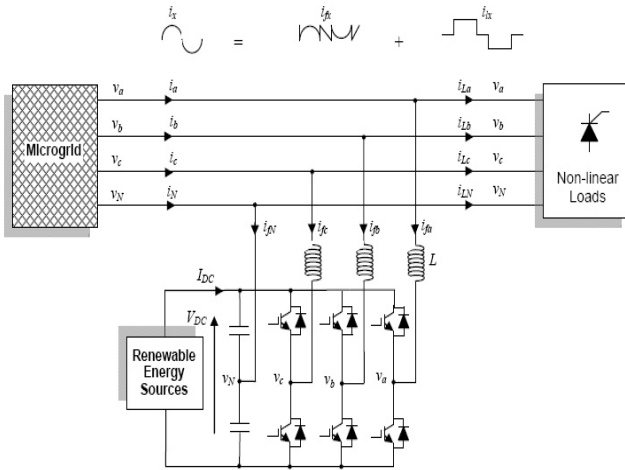 i_x i_fx i_lx
= +
v_a i_a i_La v_a
v_b i_b i_Lb v_b
MIcrogrid
v_c i_c i_Lc v_c
Non-linear
Loads
v_N i_N i_LN v_N
i_fN i_fc i_fb i_fa
L
I_DC
V_DC
Renewable
Energy
Sources
v_N v_c v_b v_a